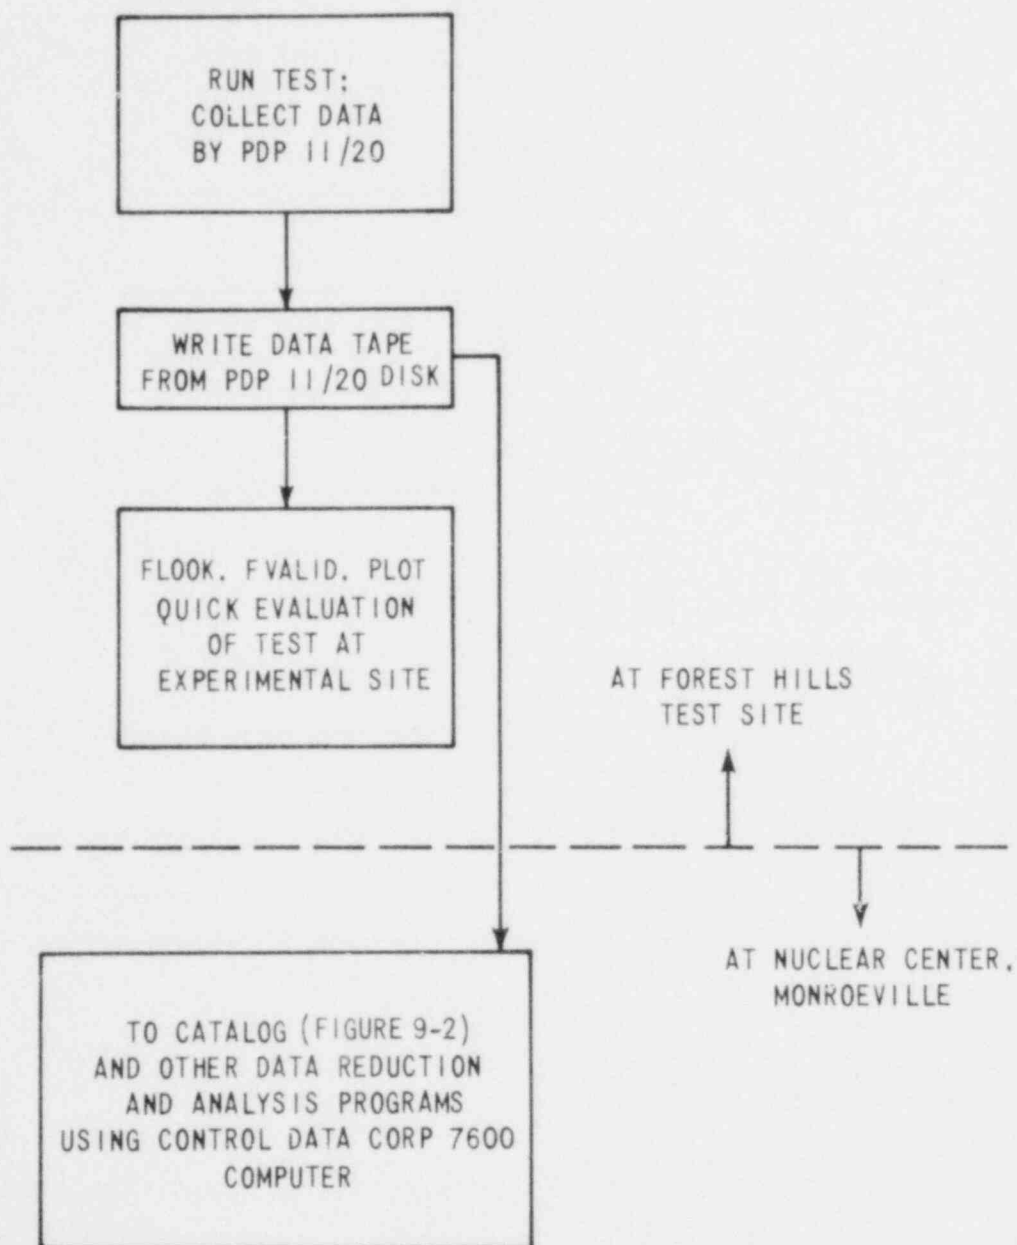 RUN TEST:
COLLECT DATA
BY PDP 11/20
WRITE DATA TAPE
FROM PDP 11/20 DISK
FLOOK, FVALID, PLOT
QUICK EVALUATION
OF TEST AT
EXPERIMENTAL SITE
AT FOREST HILLS
TEST SITE
AT NUCLEAR CENTER,
MONROEVILLE
TO CATALOG (FIGURE 9-2)
AND OTHER DATA REDUCTION
AND ANALYSIS PROGRAMS
USING CONTROL DATA CORP 7600
COMPUTER